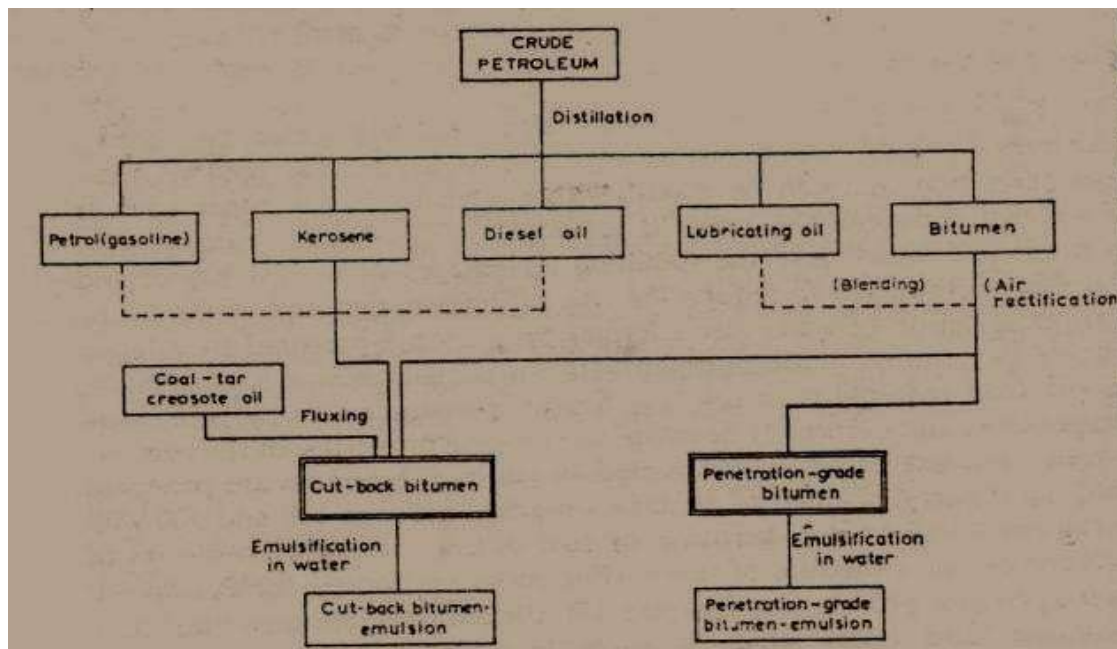 CRUDE
PETROLEUM
Distillation
Petrol(gasoline)
Kerosene
Diesel oil
Lubricating oil
Bitumen
(Blending)
(Air
rectification
Coal-tar
creosote oil
Fluxing
Cut-back bitumen
Penetration-grade
bitumen
Emulsification
in water
Emulsification
in water
Cut-back bitumen-
emulsion
Penetration-grade
bitumen-emulsion